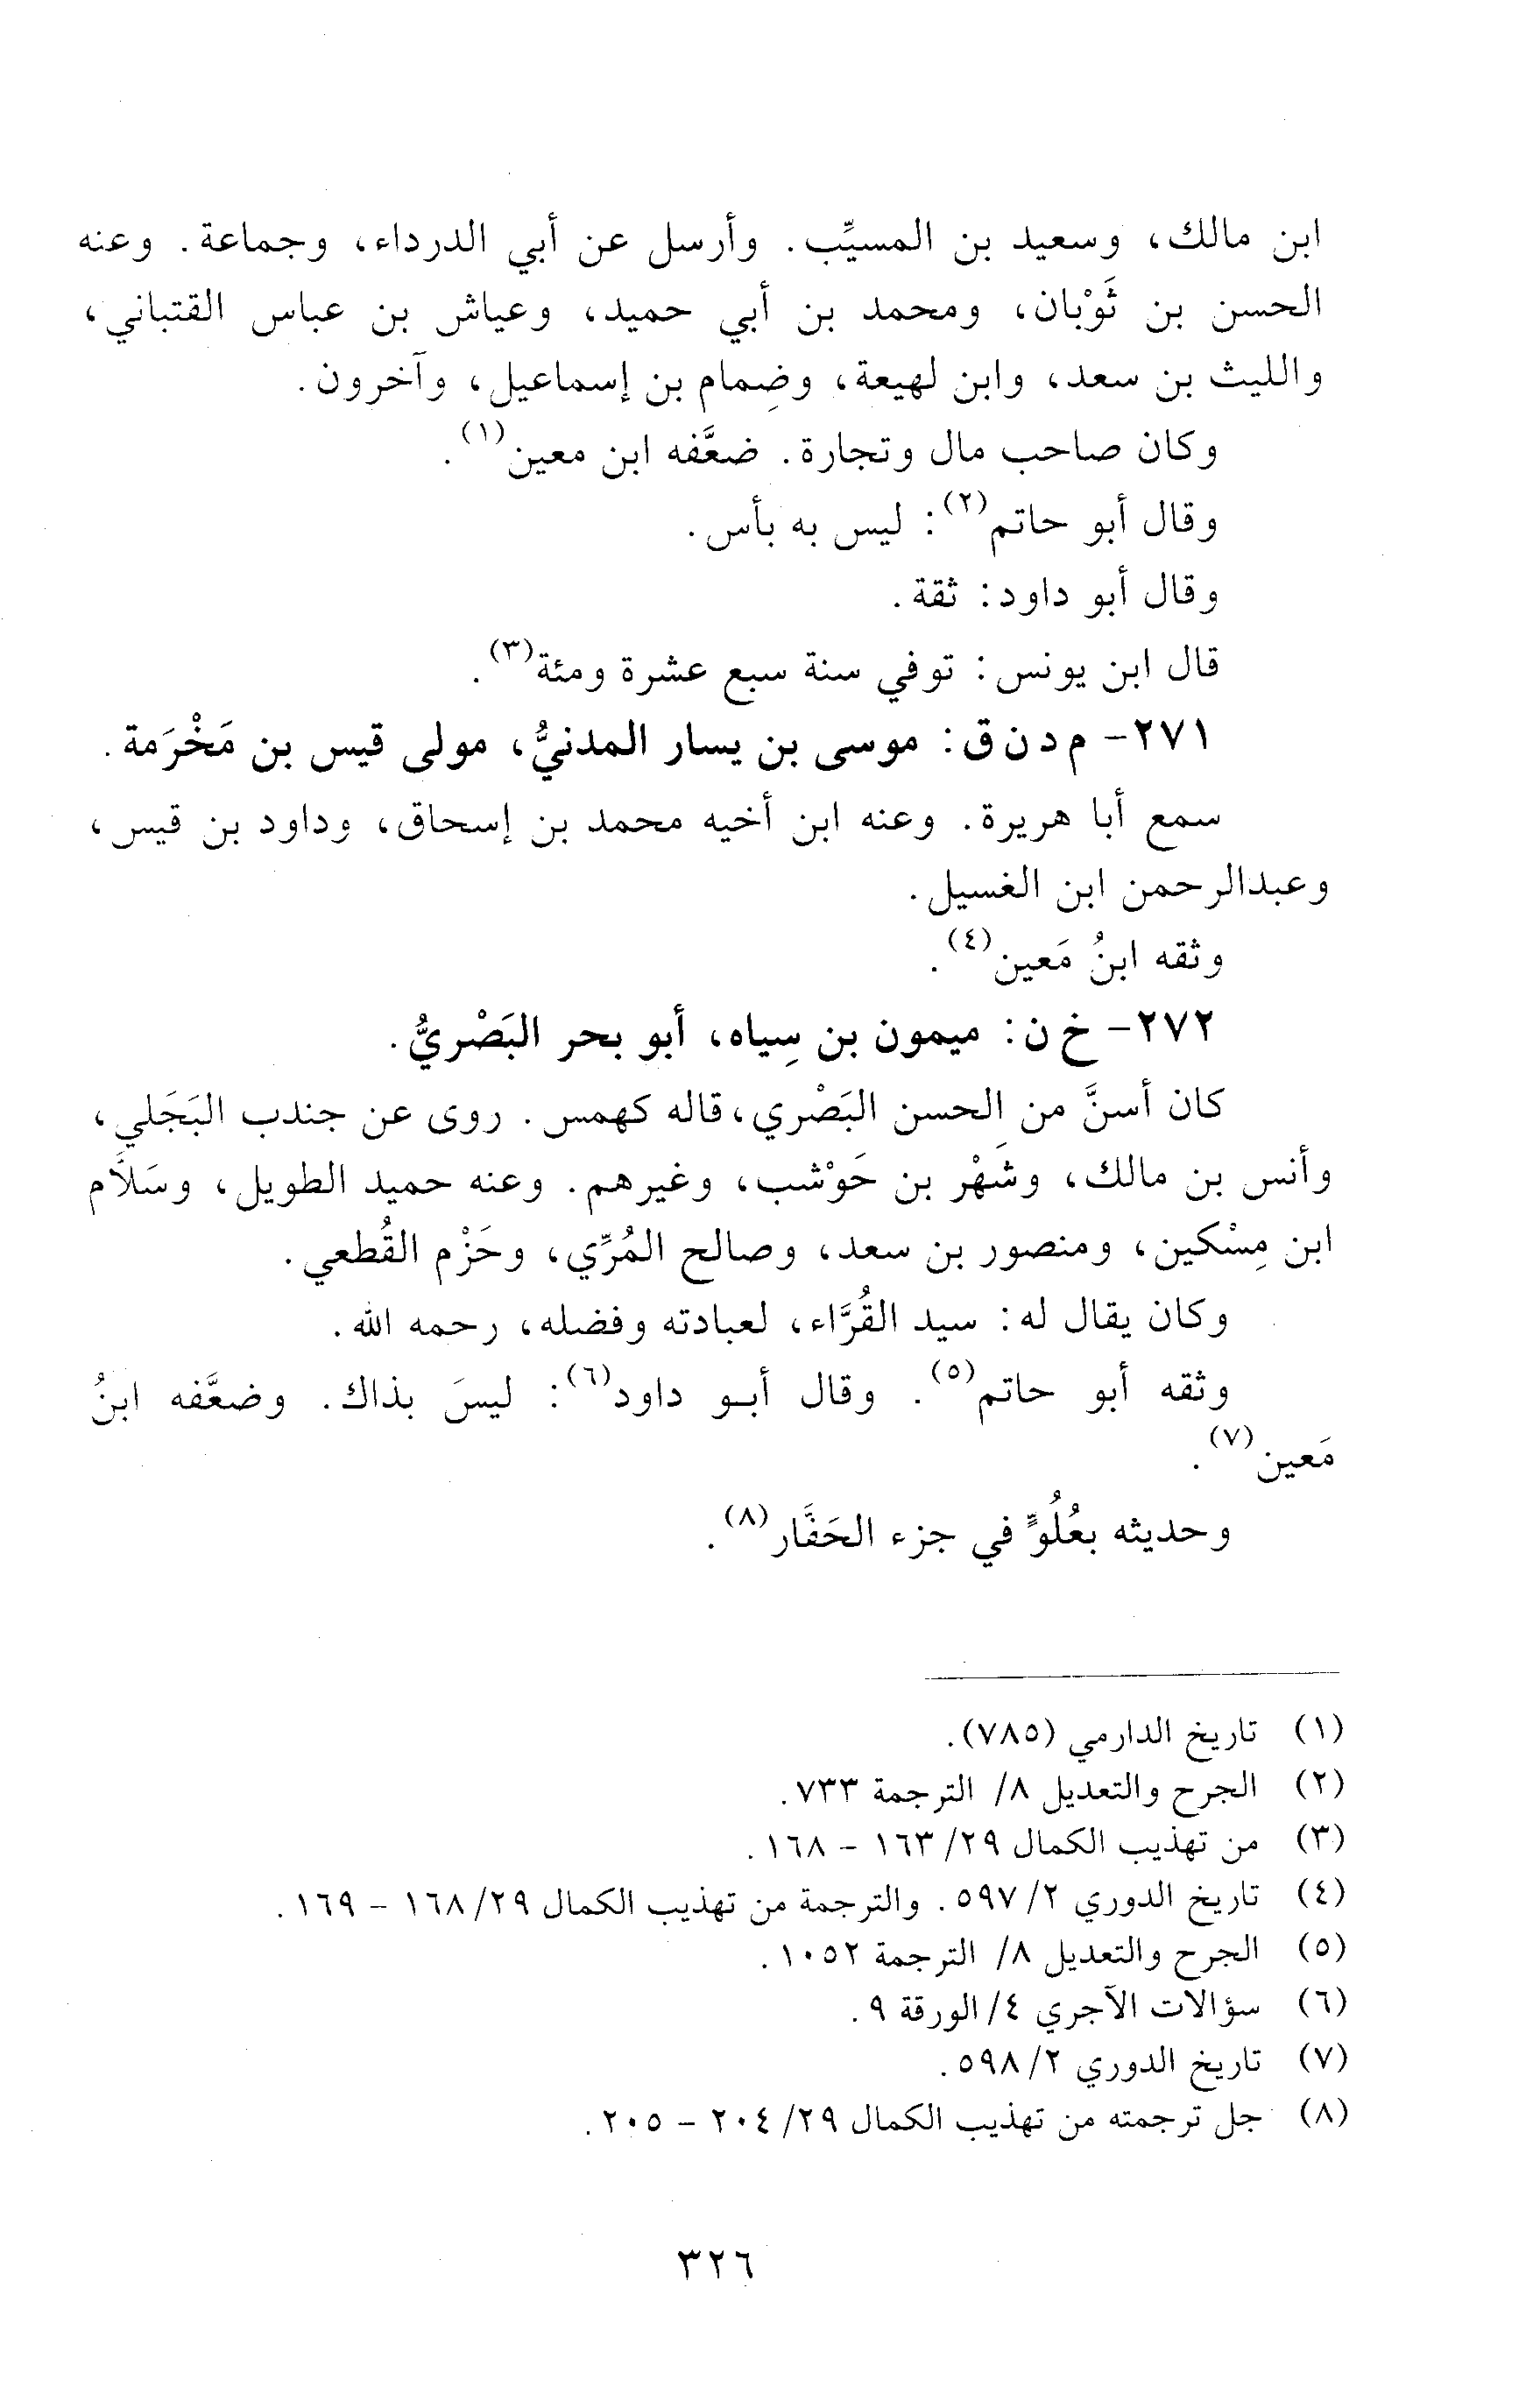 ابن مالك، وسعيد بن المسيِّب. وأرسل عن أبي الدرداء، وجماعة. وعنه
الحسن بن ثَوْبان، ومحمد بن أبي حميد، وعياش بن عباس القتباني،
والليث بن سعد، وابن لهيعة، وضِمام بن إسماعيل، وآخرون.
وكان صاحب مال وتجارة. ضعَّفه ابن معين(١).
وقال أبو حاتم(٢): ليس به بأس.
وقال أبو داود: ثقة.
قال ابن يونس: توفي سنة سبع عشرة ومئة(٣).
٢٧١- م د ن ق: موسى بن يسار المدنيُّ، مولى قيس بن مَخْرَمة.
سمع أبا هريرة. وعنه ابن أخيه محمد بن إسحاق، وداود بن قيس،
وعبدالرحمن ابن الغسيل.
وثقه ابنُ مَعين(٤).
٢٧٢- خ ن: ميمون بن سِياه، أبو بحر البَصْريُّ.
كان أسنَّ من الحسن البَصْري، قاله كهمس. روى عن جندب البَجَلي،
وأنس بن مالك، وشَهْر بن حَوْشب، وغيرهم. وعنه حميد الطويل، وسَلاَّم
ابن مِسْكين، ومنصور بن سعد، وصالح المُرِّي، وحَزْم القُطعي.
وكان يقال له: سيد القُرَّاء، لعبادته وفضله، رحمه الله.
وثقه أبو حاتم(٥). وقال أبو داود(٦): ليسَ بذاك. وضعَّفه ابنُ
مَعين(٧).
وحديثه بعُلُوٍّ في جزء الحَفَّار(٨).
(١) تاريخ الدارمي (٧٨٥).
(٢) الجرح والتعديل ٨/ الترجمة ٧٣٣.
(٣) من تهذيب الكمال ٢٩/ ١٦٣ - ١٦٨.
(٤) تاريخ الدوري ٢/ ٥٩٧. والترجمة من تهذيب الكمال ٢٩/ ١٦٨ - ١٦٩.
(٥) الجرح والتعديل ٨/ الترجمة ١٠٥٢.
(٦) سؤالات الآجري ٤/ الورقة ٩.
(٧) تاريخ الدوري ٢/ ٥٩٨.
(٨) جل ترجمته من تهذيب الكمال ٢٩/ ٢٠٤ - ٢٠٥.
٣٢٦